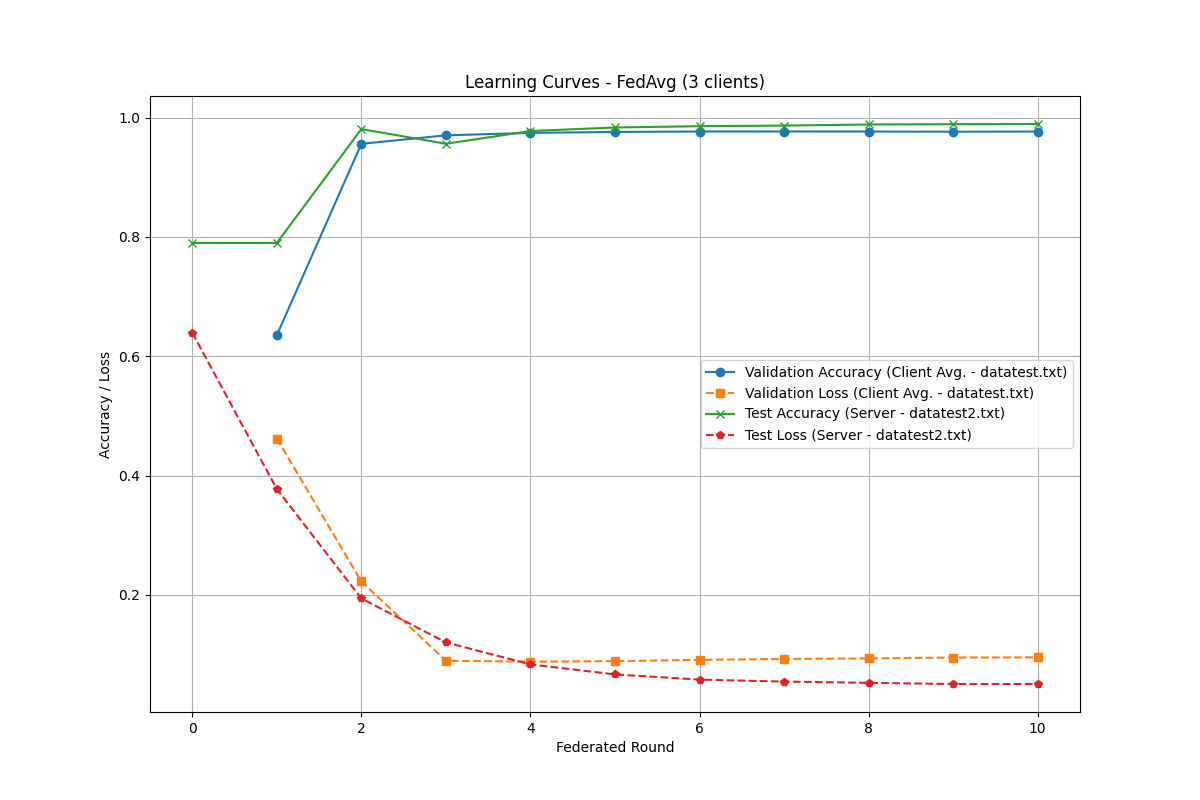 Learning Curves - FedAvg (3 clients)
1.0
0.8
0.6
0.4
0.2
Accuracy / Loss
Validation Accuracy (Client Avg. - datatest.txt)
Validation Loss (Client Avg. - datatest.txt)
Test Accuracy (Server - datatest2.txt)
Test Loss (Server - datatest2.txt)
0 2 4 6 8 10
Federated Round